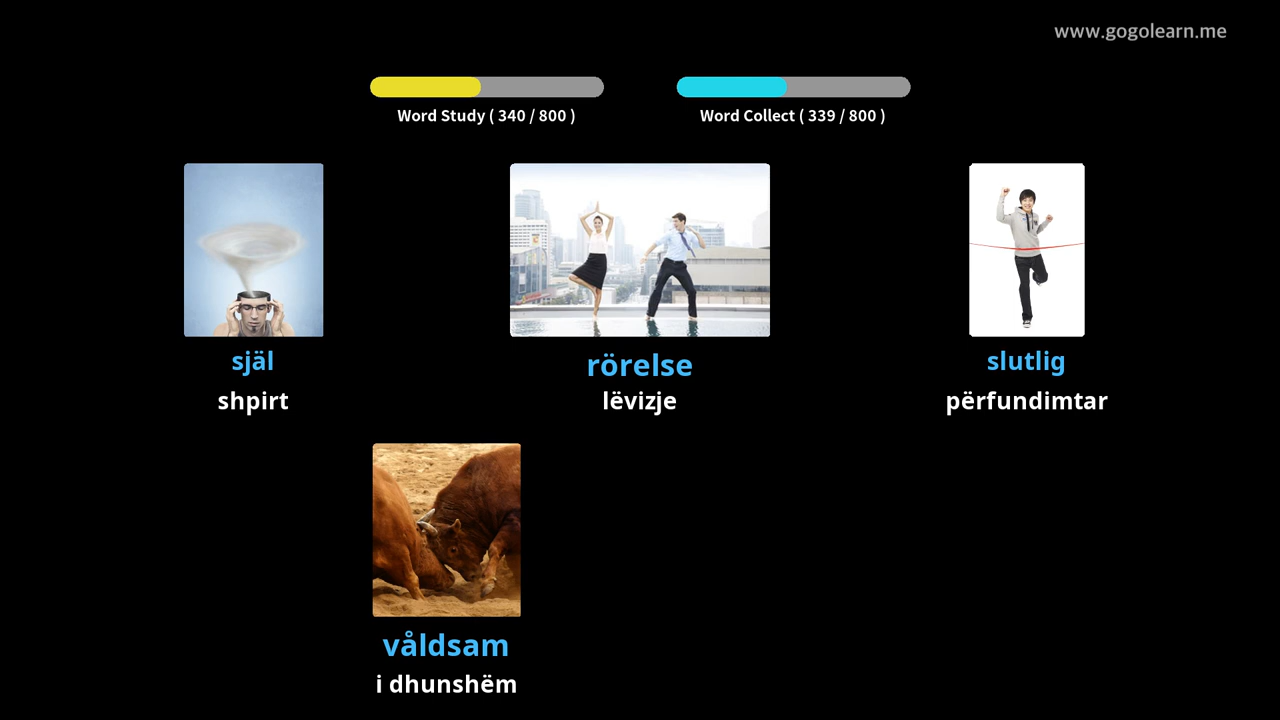 www.gogolearn.me
Word Study ( 340 / 800 )
Word Collect ( 339 / 800 )
själ
rörelse
slutlig
shpirt
lëvizje
përfundimtar
våldsam
i dhunshëm